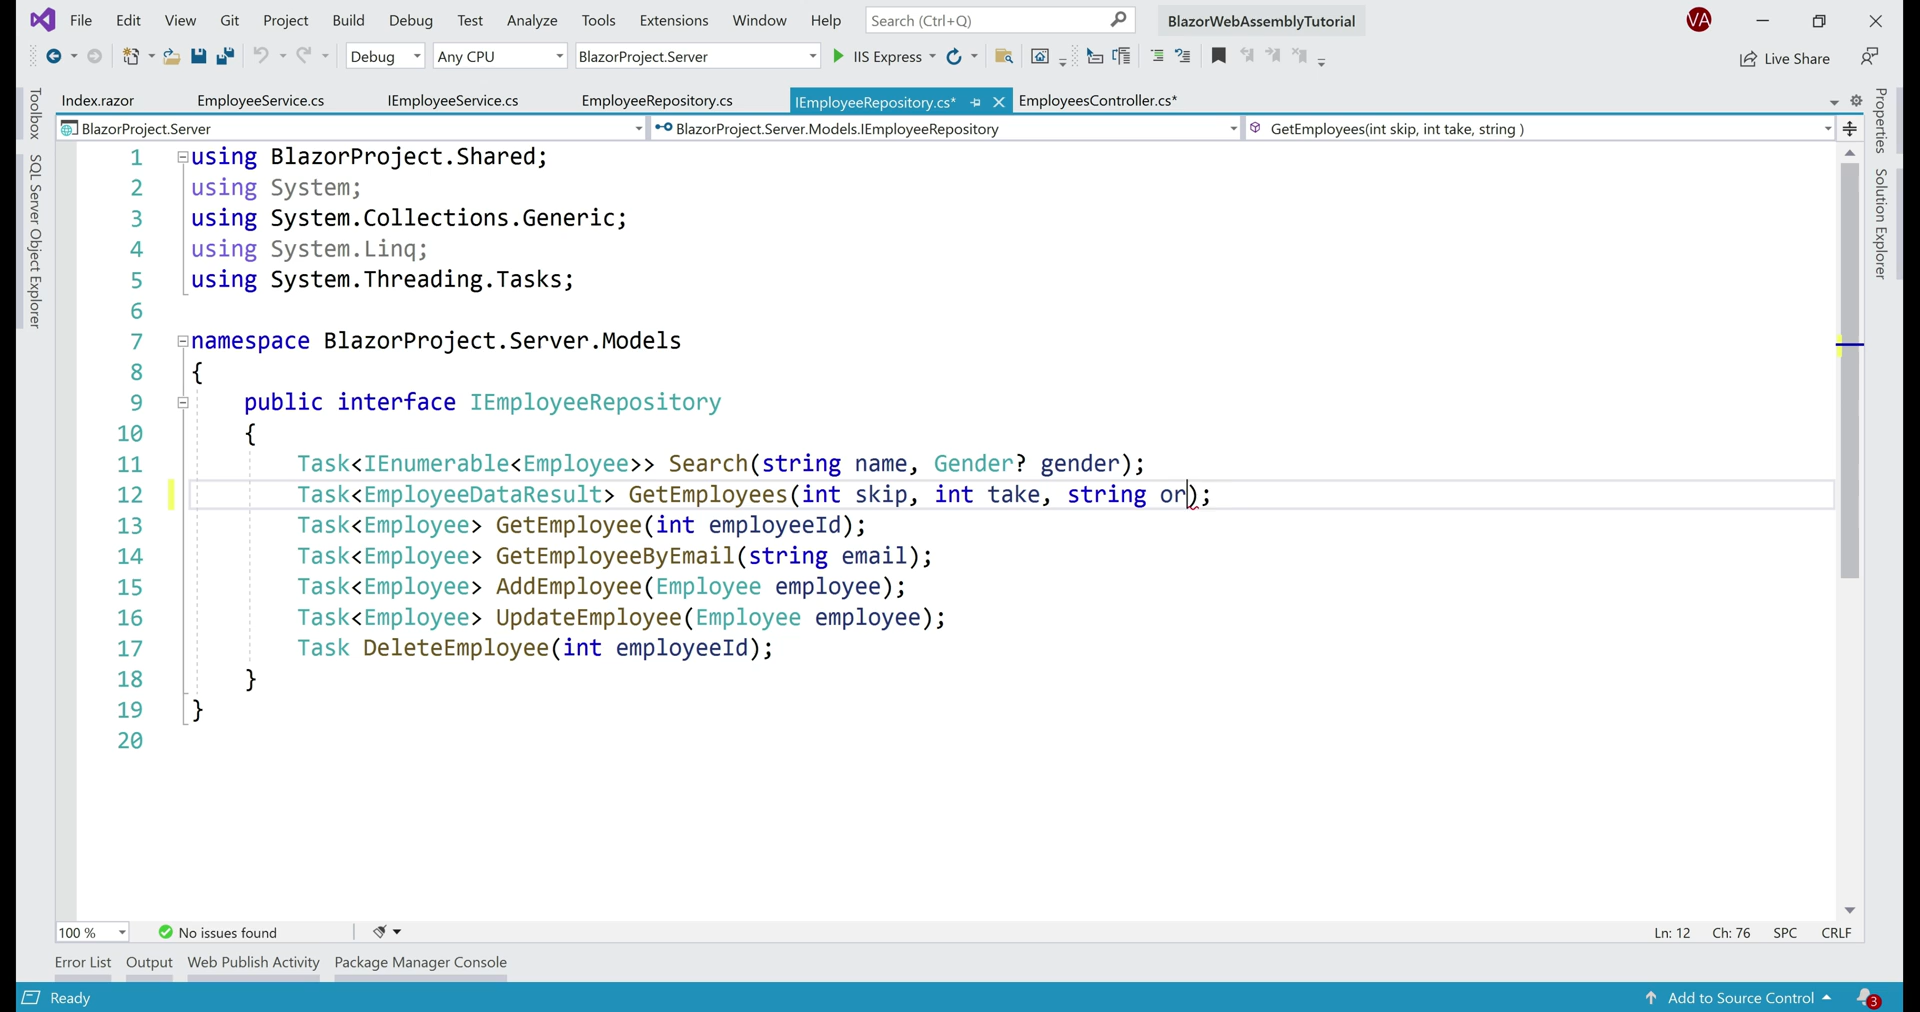 File Edit View Git Project Build Debug Test Analyze Tools Extensions Window Help Search (Ctrl+Q) BlazorWebAssemblyTutorial VA
Debug Any CPU BlazorProject.Server IIS Express Live Share
Index.razor EmployeeService.cs IEmployeeService.cs EmployeeRepository.cs IEmployeeRepository.cs* EmployeesController.cs*
BlazorProject.Server BlazorProject.Server.Models.IEmployeeRepository GetEmployees(int skip, int take, string )
Toolbox
SQL Server Object Explorer
1 using BlazorProject.Shared;
2 using System;
3 using System.Collections.Generic;
4 using System.Linq;
5 using System.Threading.Tasks;
6
7 namespace BlazorProject.Server.Models
8 {
9 public interface IEmployeeRepository
10 {
11 Task<IEnumerable<Employee>> Search(string name, Gender? gender);
12 Task<EmployeeDataResult> GetEmployees(int skip, int take, string or);
13 Task<Employee> GetEmployee(int employeeId);
14 Task<Employee> GetEmployeeByEmail(string email);
15 Task<Employee> AddEmployee(Employee employee);
16 Task<Employee> UpdateEmployee(Employee employee);
17 Task DeleteEmployee(int employeeId);
18 }
19 }
20
Properties
Solution Explorer
100 % No issues found Ln: 12 Ch: 76 SPC CRLF
Error List Output Web Publish Activity Package Manager Console
Ready Add to Source Control 3